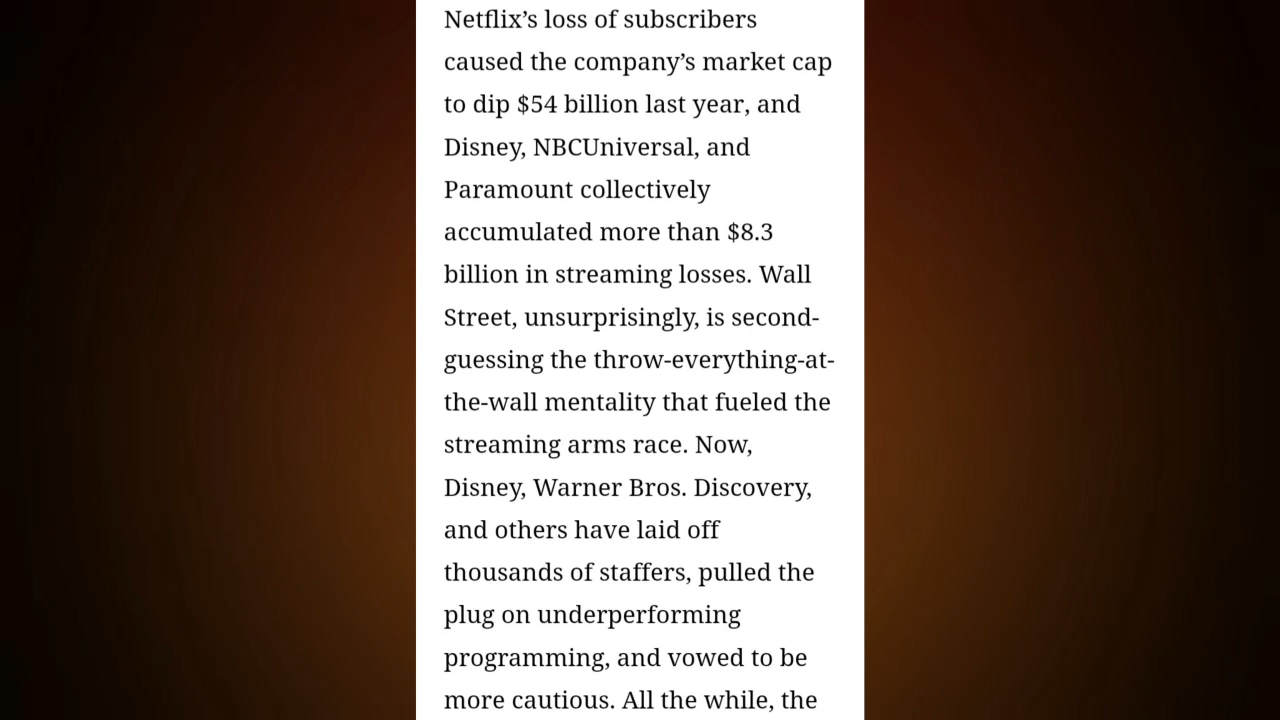 Netflix’s loss of subscribers
caused the company’s market cap
to dip $54 billion last year, and
Disney, NBCUniversal, and
Paramount collectively
accumulated more than $8.3
billion in streaming losses. Wall
Street, unsurprisingly, is second-
guessing the throw-everything-at-
the-wall mentality that fueled the
streaming arms race. Now,
Disney, Warner Bros. Discovery,
and others have laid off
thousands of staffers, pulled the
plug on underperforming
programming, and vowed to be
more cautious. All the while, the